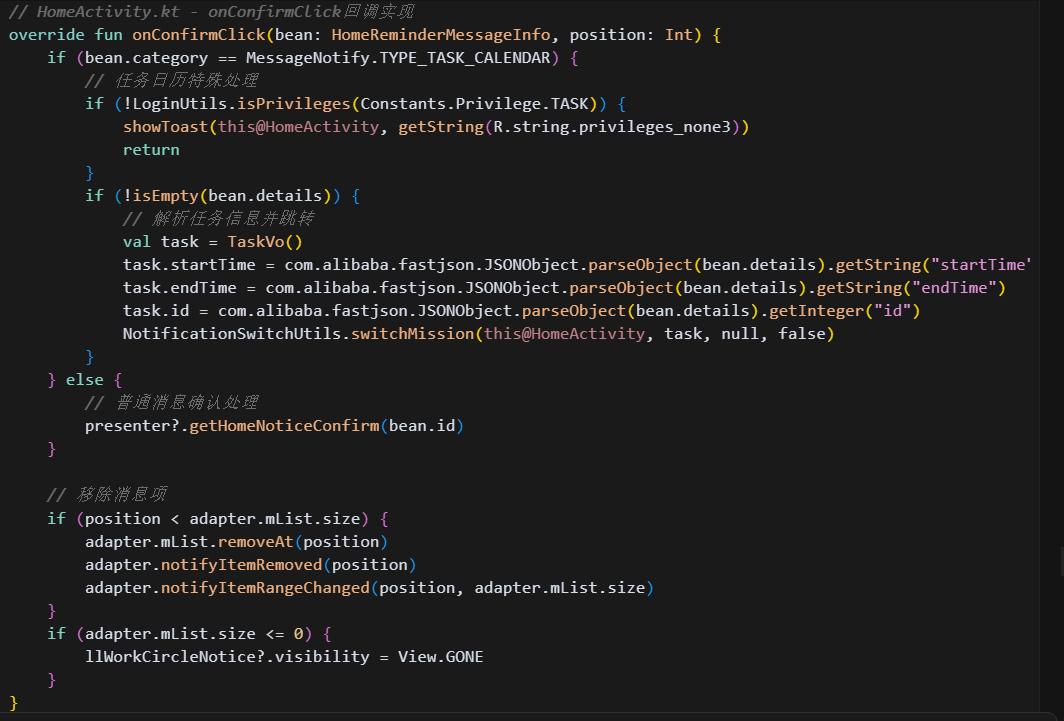 // HomeActivity.kt - onConfirmClick回调实现
override fun onConfirmClick(bean: HomeReminderMessageInfo, position: Int) {
    if (bean.category == MessageNotify.TYPE_TASK_CALENDAR) {
        // 任务日历特殊处理
        if (!LoginUtils.isPrivileges(Constants.Privilege.TASK)) {
            showToast(this@HomeActivity, getString(R.string.privileges_none3))
            return
        }
        if (!isEmpty(bean.details)) {
            // 解析任务信息并跳转
            val task = TaskVo()
            task.startTime = com.alibaba.fastjson.JSONObject.parseObject(bean.details).getString("startTime"
            task.endTime = com.alibaba.fastjson.JSONObject.parseObject(bean.details).getString("endTime")
            task.id = com.alibaba.fastjson.JSONObject.parseObject(bean.details).getInteger("id")
            NotificationSwitchUtils.switchMission(this@HomeActivity, task, null, false)
        }
    } else {
        // 普通消息确认处理
        presenter?.getHomeNoticeConfirm(bean.id)
    }

    // 移除消息项
    if (position < adapter.mList.size) {
        adapter.mList.removeAt(position)
        adapter.notifyItemRemoved(position)
        adapter.notifyItemRangeChanged(position, adapter.mList.size)
    }
    if (adapter.mList.size <= 0) {
        llWorkCircleNotice?.visibility = View.GONE
    }
}